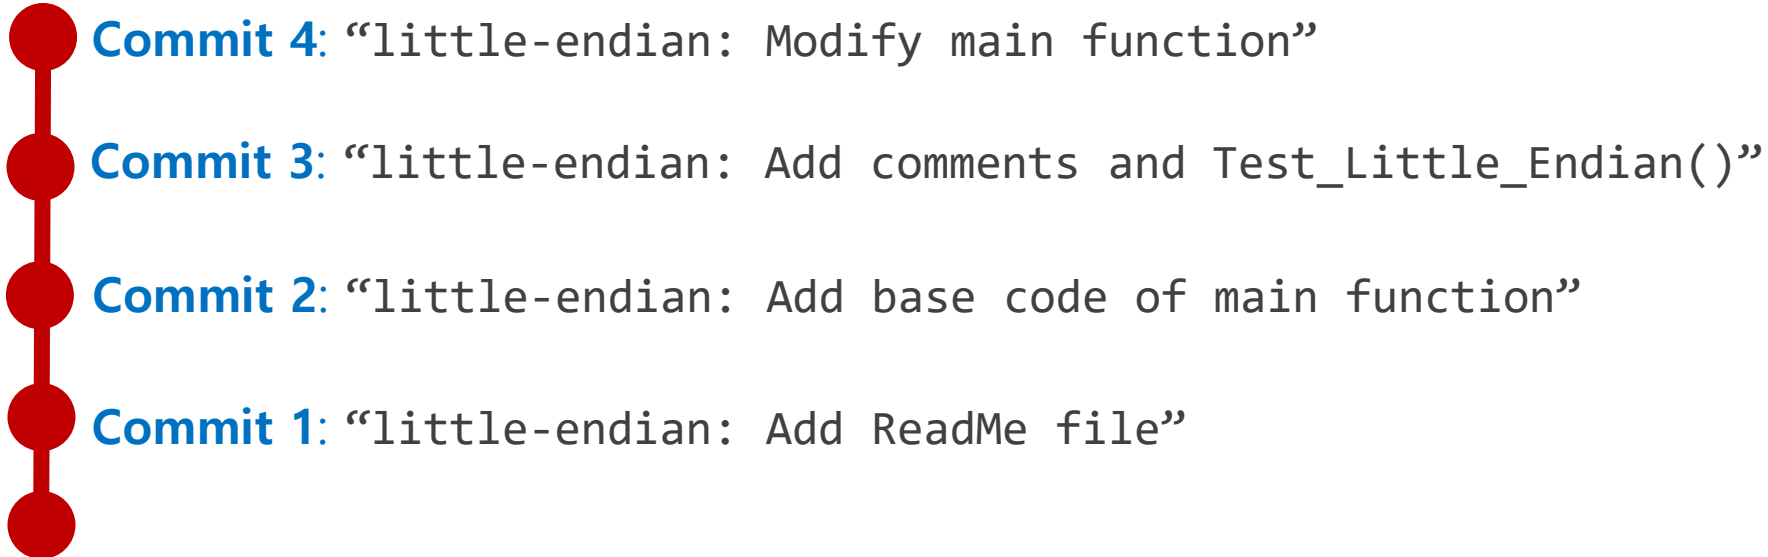 Commit 4: “little-endian: Modify main function”
Commit 3: “little-endian: Add comments and Test_Little_Endian()”
Commit 2: “little-endian: Add base code of main function”
Commit 1: “little-endian: Add ReadMe file”